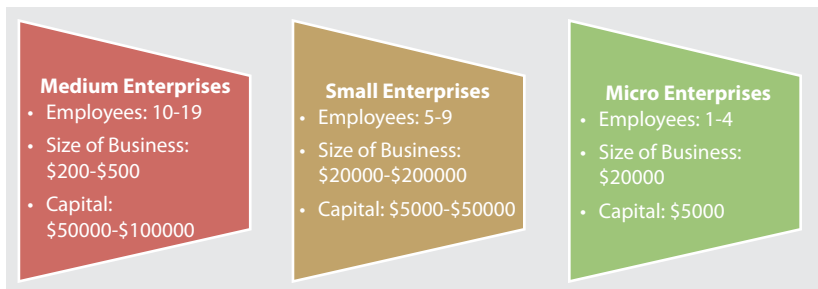 Medium Enterprises
• Employees: 10-19
• Size of Business:
$200-$500
• Capital:
$50000-$100000
Small Enterprises
• Employees: 5-9
• Size of Business:
$20000-$200000
• Capital: $5000-$50000
Micro Enterprises
• Employees: 1-4
• Size of Business:
$20000
• Capital: $5000